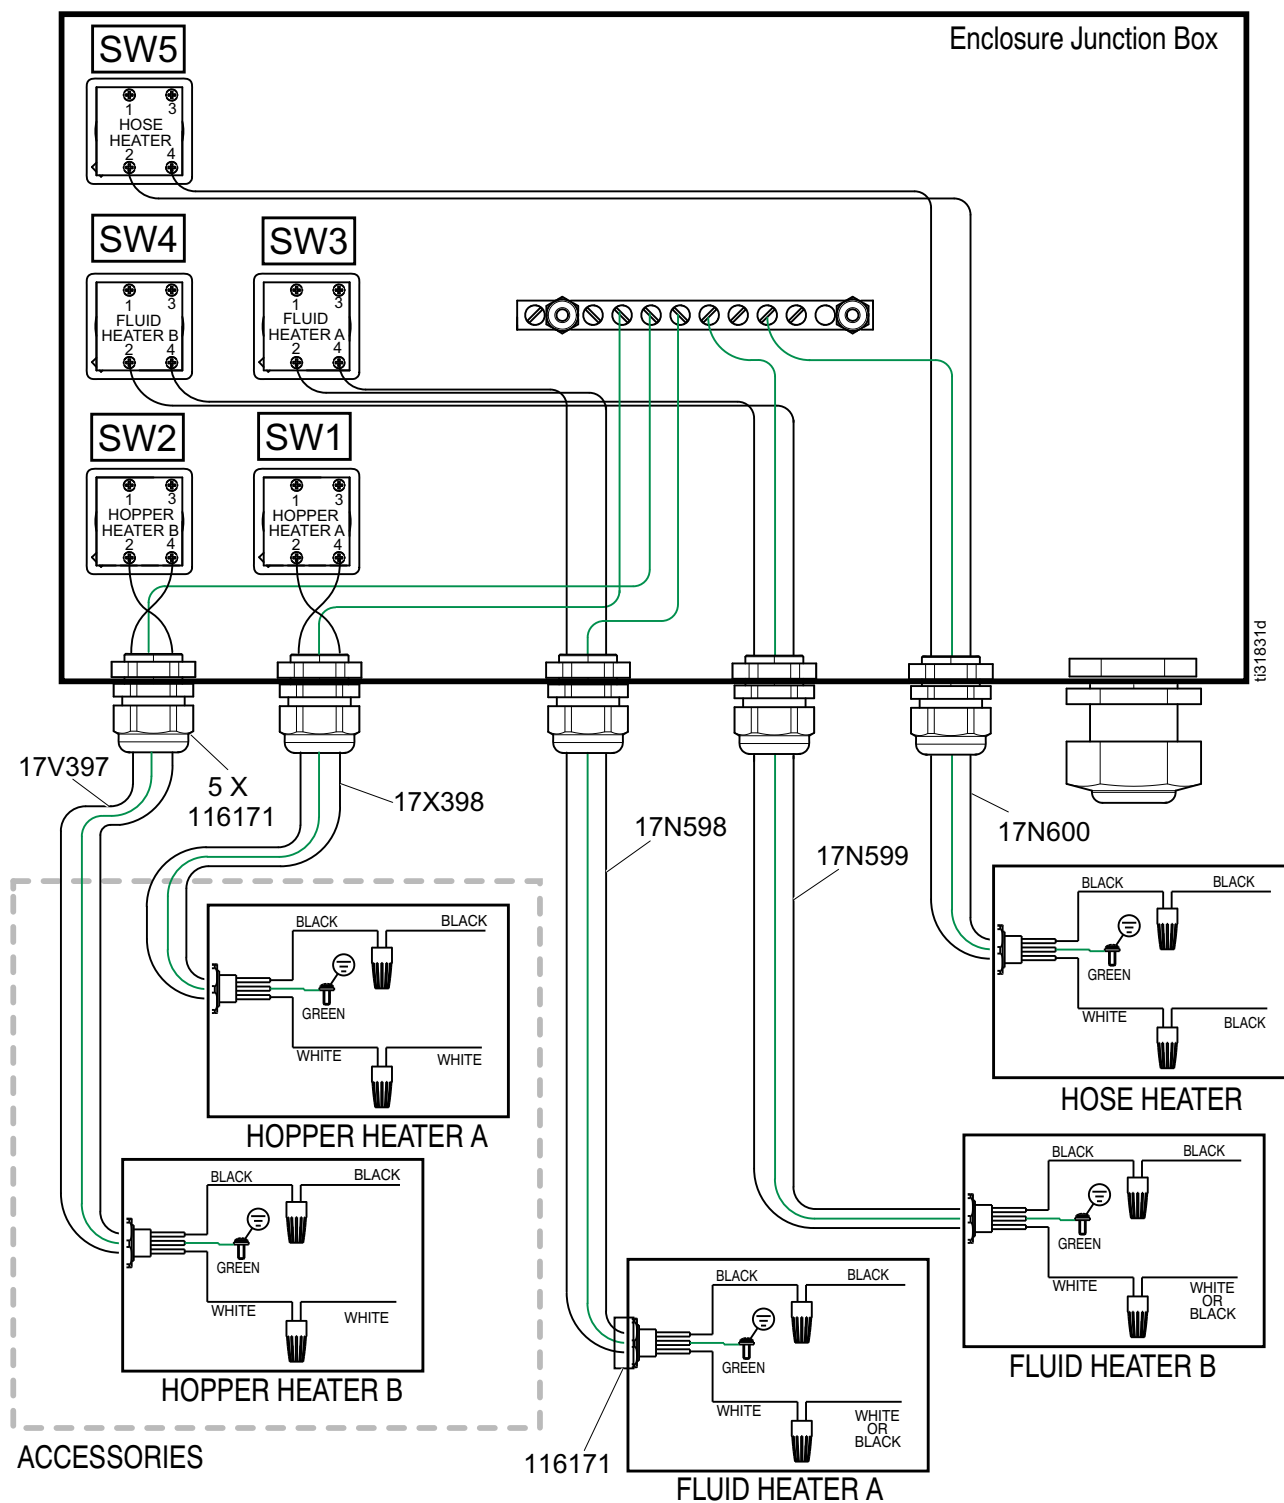 Enclosure Junction Box
SW5
1 3
HOSE
HEATER
2 4
SW4
SW3
1 3
FLUID
HEATER B
2 4
1 3
FLUID
HEATER A
2 4
SW2
SW1
1 3
HOPPER
HEATER B
2 4
1 3
HOPPER
HEATER A
2 4
ti31831d
17V397
5 X
116171
17X398
17N598
17N599
17N600
BLACK
BLACK
GREEN
WHITE
BLACK
HOSE HEATER
BLACK
BLACK
GREEN
WHITE
WHITE
HOPPER HEATER A
BLACK
BLACK
GREEN
WHITE
WHITE
OR
BLACK
FLUID HEATER B
BLACK
BLACK
GREEN
WHITE
WHITE
HOPPER HEATER B
BLACK
BLACK
GREEN
WHITE
WHITE
OR
BLACK
FLUID HEATER A
116171
ACCESSORIES